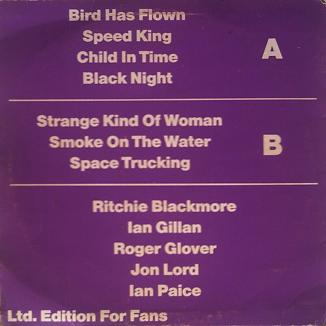 Bird Has Flown
Speed King
Child In Time
Black Night
A
Strange Kind Of Woman
Smoke On The Water
Space Trucking
B
Ritchie Blackmore
Ian Gillan
Roger Glover
Jon Lord
Ian Paice
Ltd. Edition For Fans